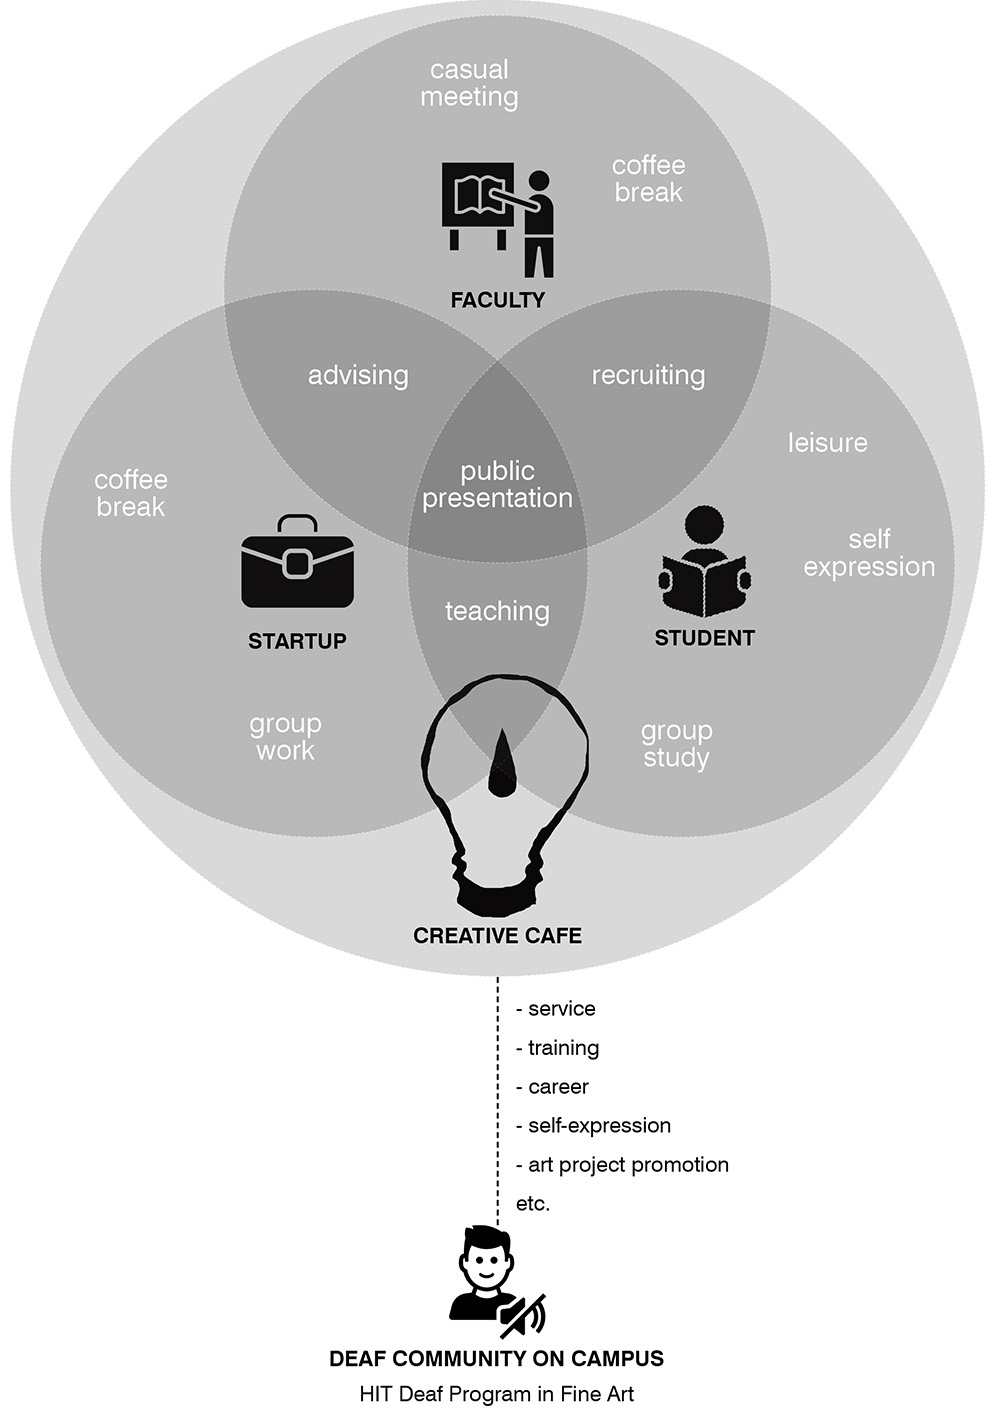 casual
meeting
coffee
break
FACULTY
advising
recruiting
leisure
coffee
break
public
presentation
self
expression
teaching
STARTUP
STUDENT
group
work
group
study
CREATIVE CAFE
- service
- training
- career
- self-expression
- art project promotion
etc.
DEAF COMMUNITY ON CAMPUS
HIT Deaf Program in Fine Art